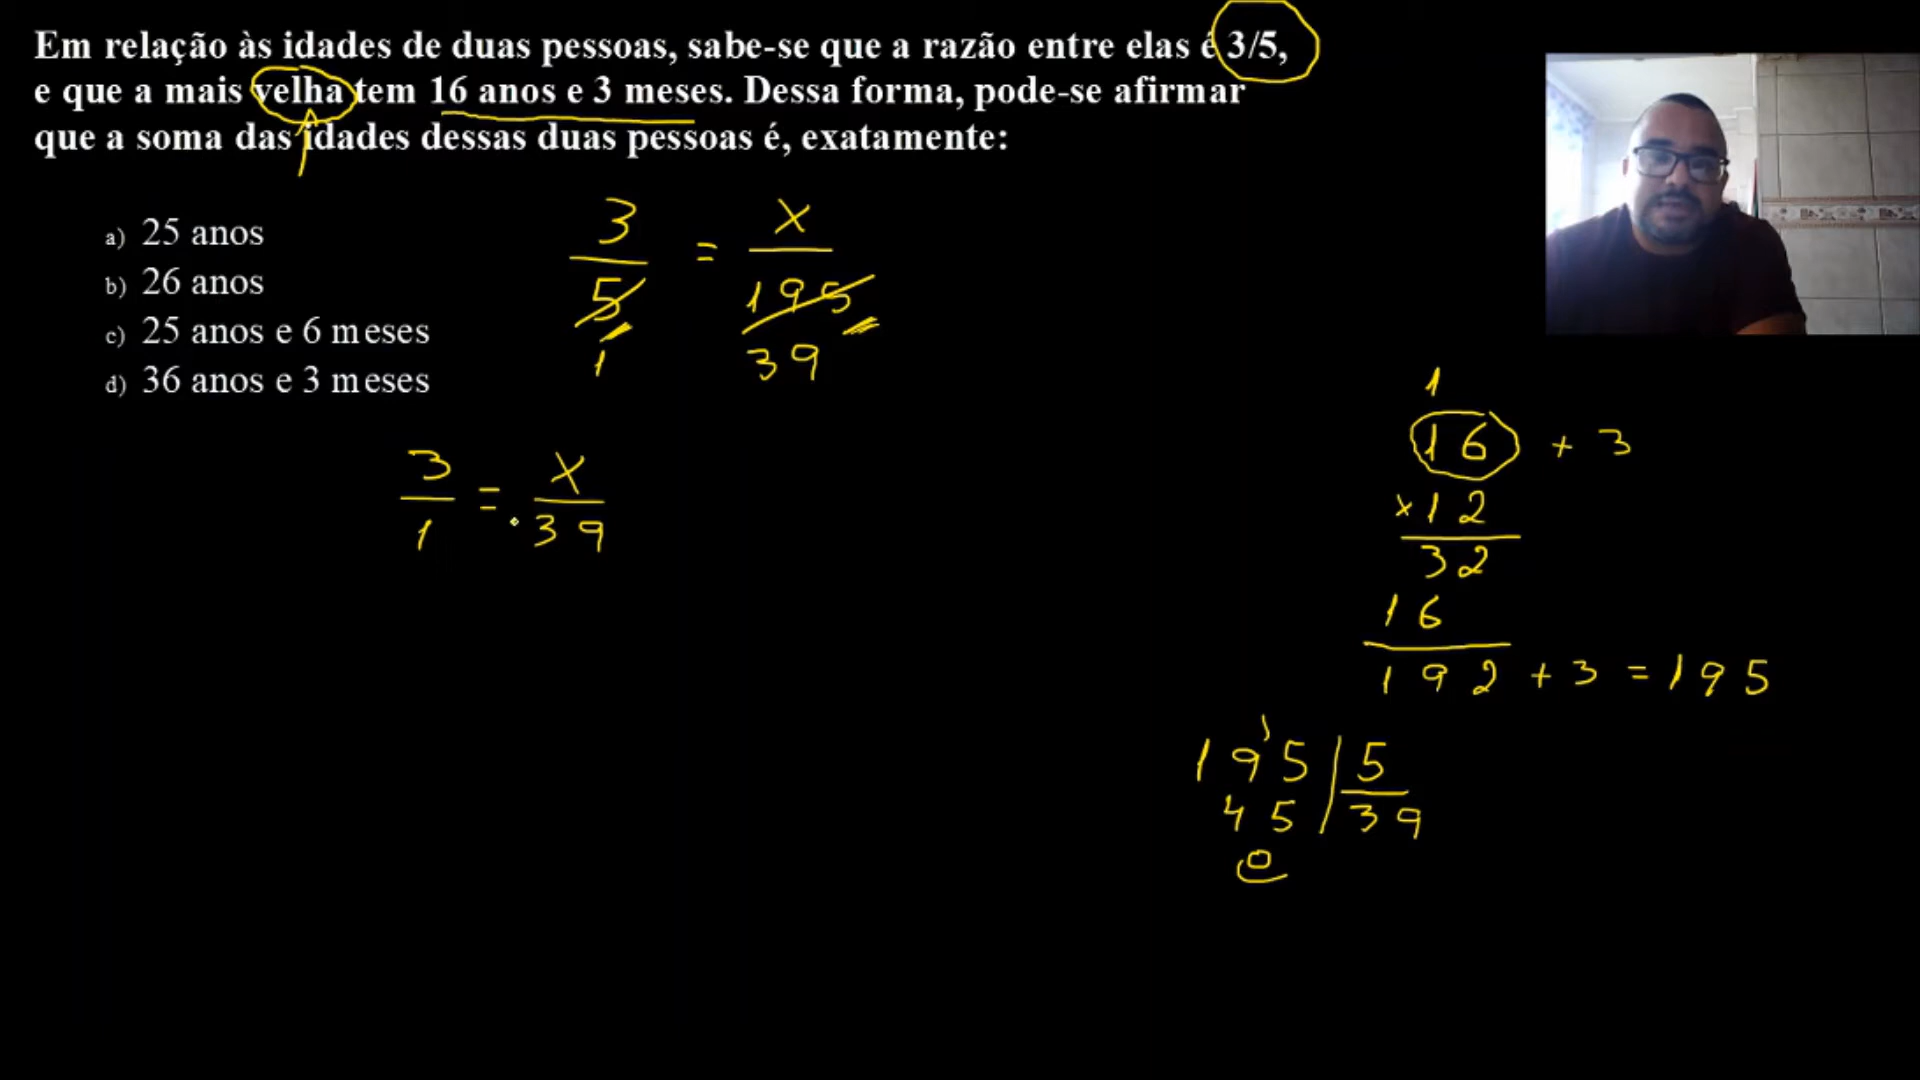 Em relação às idades de duas pessoas, sabe-se que a razão entre elas é 3/5,
e que a mais velha tem 16 anos e 3 meses. Dessa forma, pode-se afirmar
que a soma das idades dessas duas pessoas é, exatamente:
a) 25 anos
b) 26 anos
c) 25 anos e 6 meses
d) 36 anos e 3 meses
3 = x
5 195
1 39
3 = x
1 39
1
16 + 3
x12
32
16
192 + 3 = 195
195 5
45 39
0